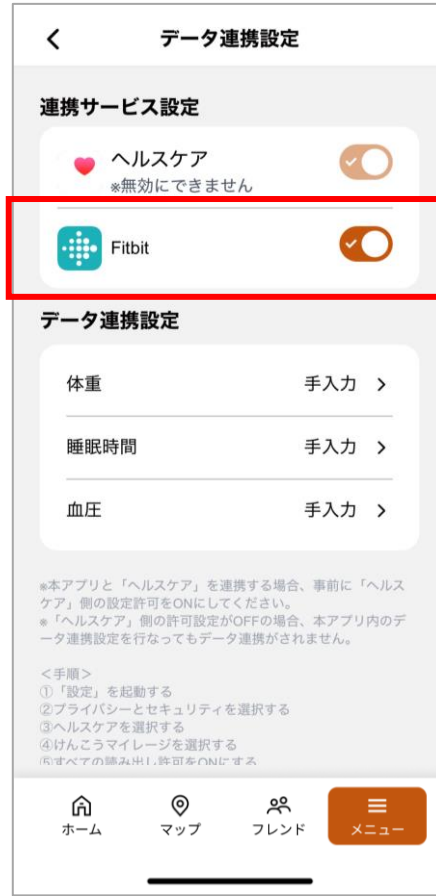 データ連携設定
連携サービス設定
ヘルスケア
※無効にできません
Fitbit
データ連携設定
体重 手入力
睡眠時間 手入力
血圧 手入力
※本アプリと「ヘルスケア」を連携する場合、事前に「ヘルス
ケア」側の設定許可をONにしてください。
※「ヘルスケア」側の許可設定がOFFの場合、本アプリ内のデ
ータ連携設定を行なってもデータ連携がされません。
＜手順＞
①「設定」を起動する
②プライバシーとセキュリティを選択する
③ヘルスケアを選択する
④けんこうマイレージを選択する
⑤すべての読み出し許可をONにする
ホーム マップ フレンド メニュー